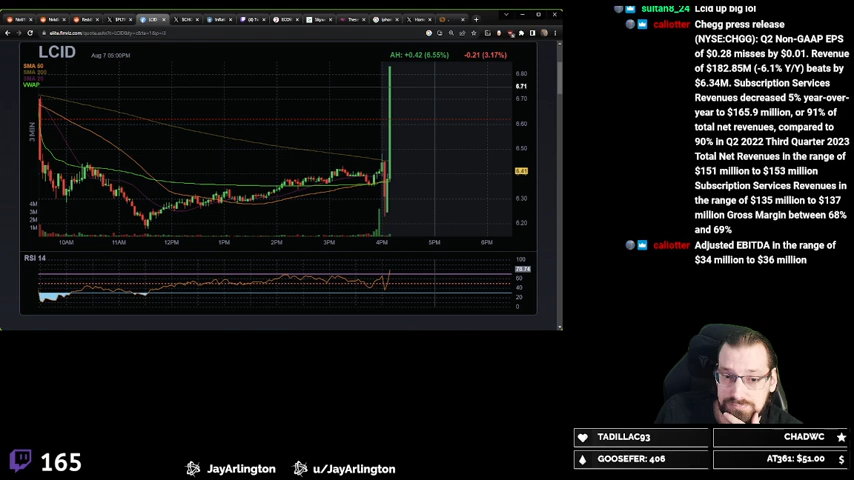 LCID
Aug 7 05:00PM
AH: +0.42 (6.55%)
-0.21 (3.17%)
SMA 50
SMA 200
VWAP
3 MIN
6.80
6.71
6.70
6.60
6.50
6.41
6.30
6.20
4M
3M
2M
1M
10AM
11AM
12PM
1PM
2PM
3PM
4PM
5PM
6PM
RSI 14
100
80
60
40
20
0
sultan8_24
Lcid up big lol
caliotter
Chegg press release
(NYSE:CHGG): Q2 Non-GAAP EPS
of $0.28 misses by $0.01. Revenue
of $182.85M (-6.1% Y/Y) beats by
$6.34M. Subscription Services
Revenues decreased 5% year-over-
year to $165.9 million, or 91% of
total net revenues, compared to
90% in Q2 2022 Third Quarter 2023
Total Net Revenues in the range of
$151 million to $153 million
Subscription Services Revenues in
the range of $135 million to $137
million Gross Margin between 68%
and 69%
caliotter
Adjusted EBITDA in the range of
$34 million to $36 million
165
JayArlington
u/JayArlington
TADILLAC93
CHADWC
GOOSEFER: 406
AT361: $51.00
$